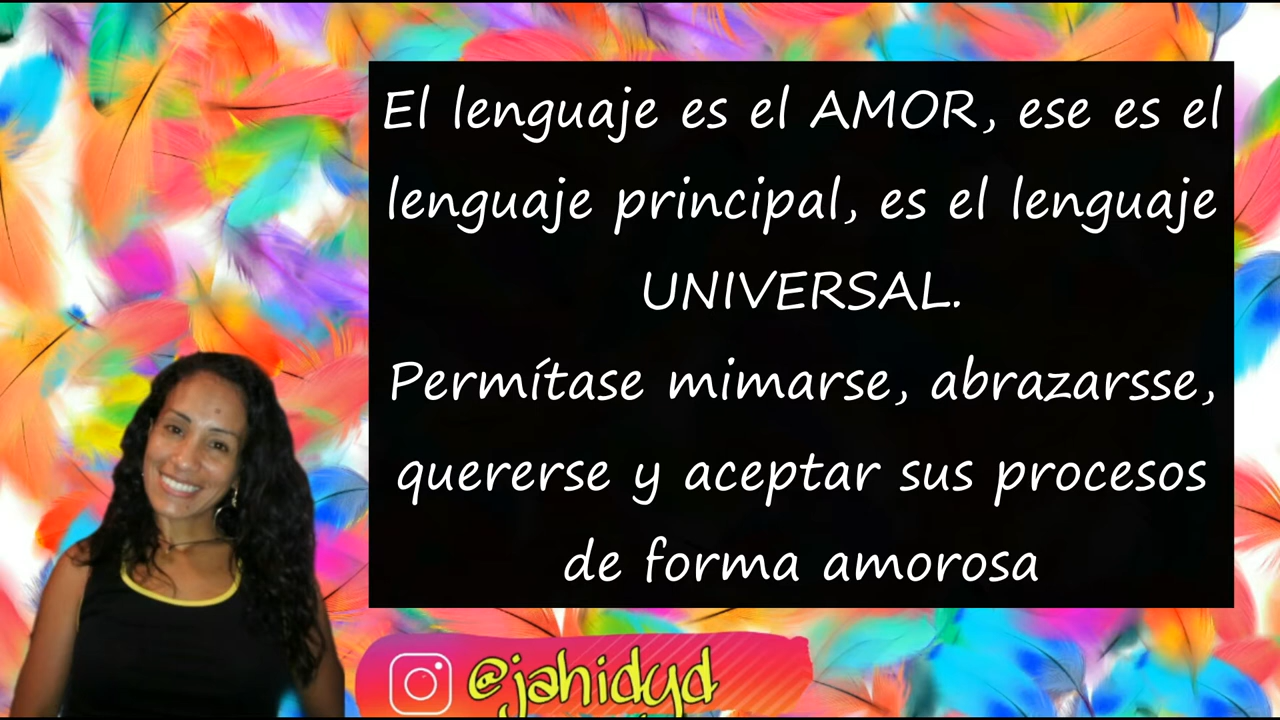 El lenguaje es el AMOR, ese es el
lenguaje principal, es el lenguaje
UNIVERSAL.
Permítase mimarse, abrazarsse,
quererse y aceptar sus procesos
de forma amorosa
@jahidyd